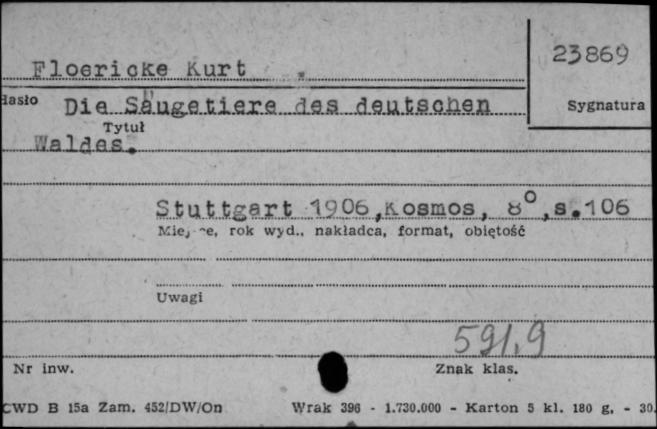 23869
Floericke Kurt
Hasło Die Säugetiere des deutschen
Sygnatura
Tytuł
Waldes.
Stuttgart 1906, Kosmos, 8°, s. 106
Miejsce, rok wyd., nakładca, format, objętość
Uwagi
591.9
Nr inw.
Znak klas.
CWD B 15a Zam. 452/DW/On Wrak 396 - 1.730.000 - Karton 5 kl. 180 g. - 30.